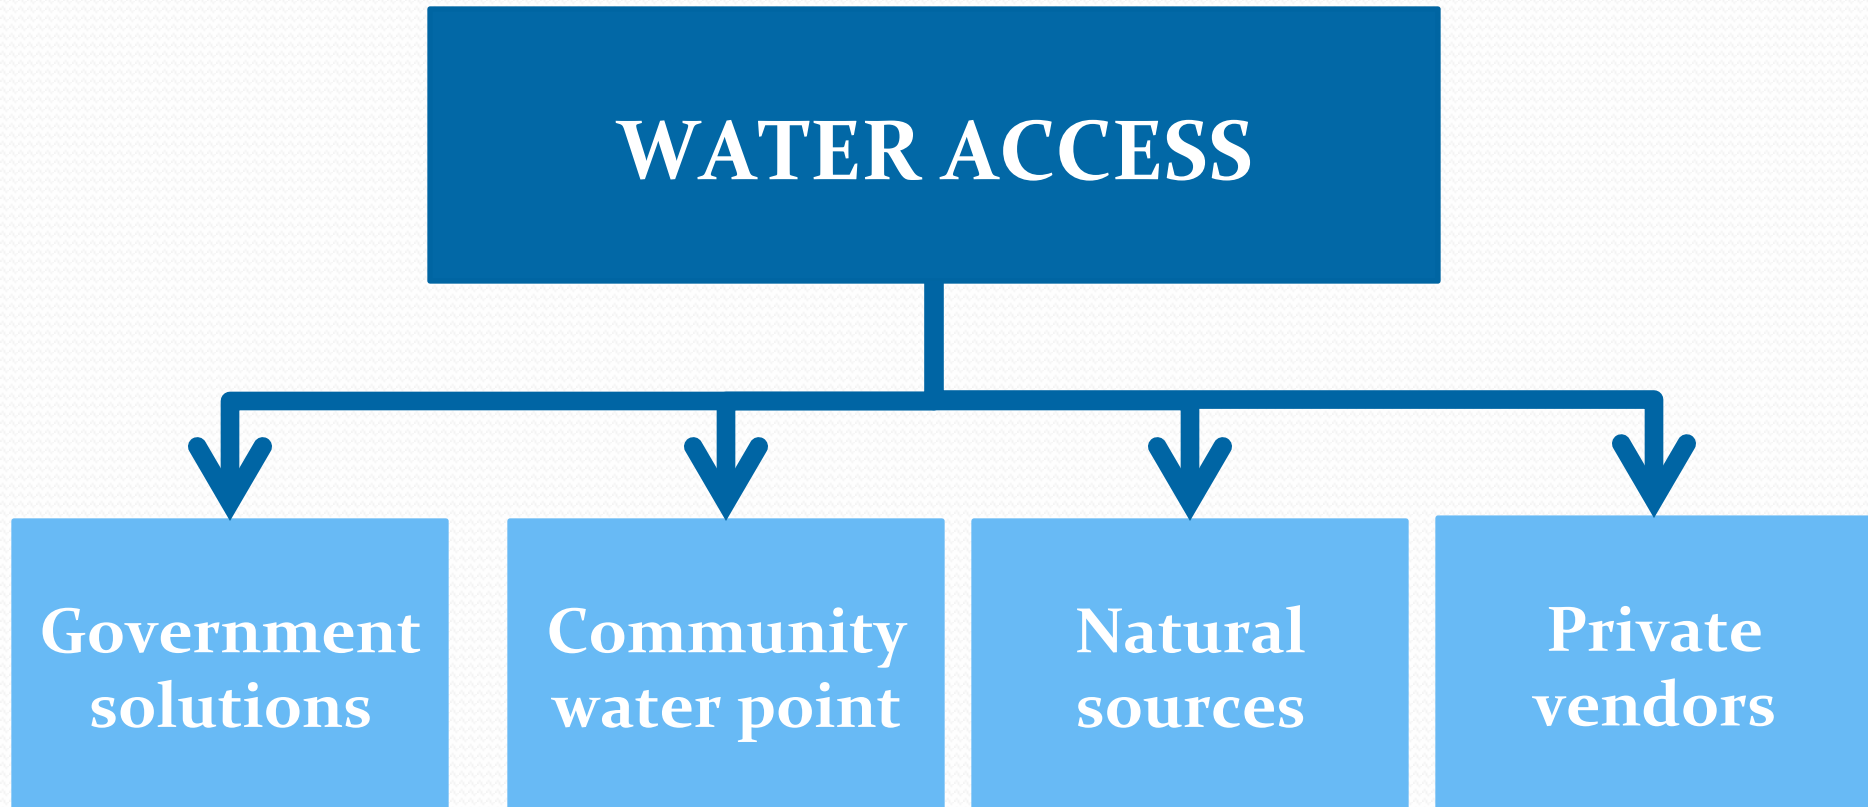 WATER ACCESS
Government
solutions
Community
water point
Natural
sources
Private
vendors